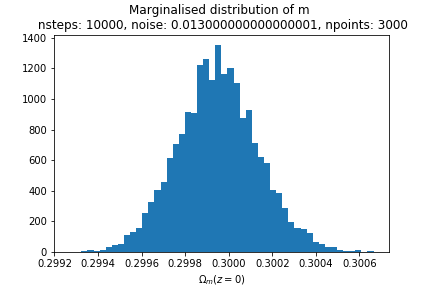 Marginalised distribution of m
nsteps: 10000, noise: 0.013000000000000001, npoints: 3000
1400
1200
1000
800
600
400
200
0
0.2992 0.2994 0.2996 0.2998 0.3000 0.3002 0.3004 0.3006
Ωₘ(z = 0)